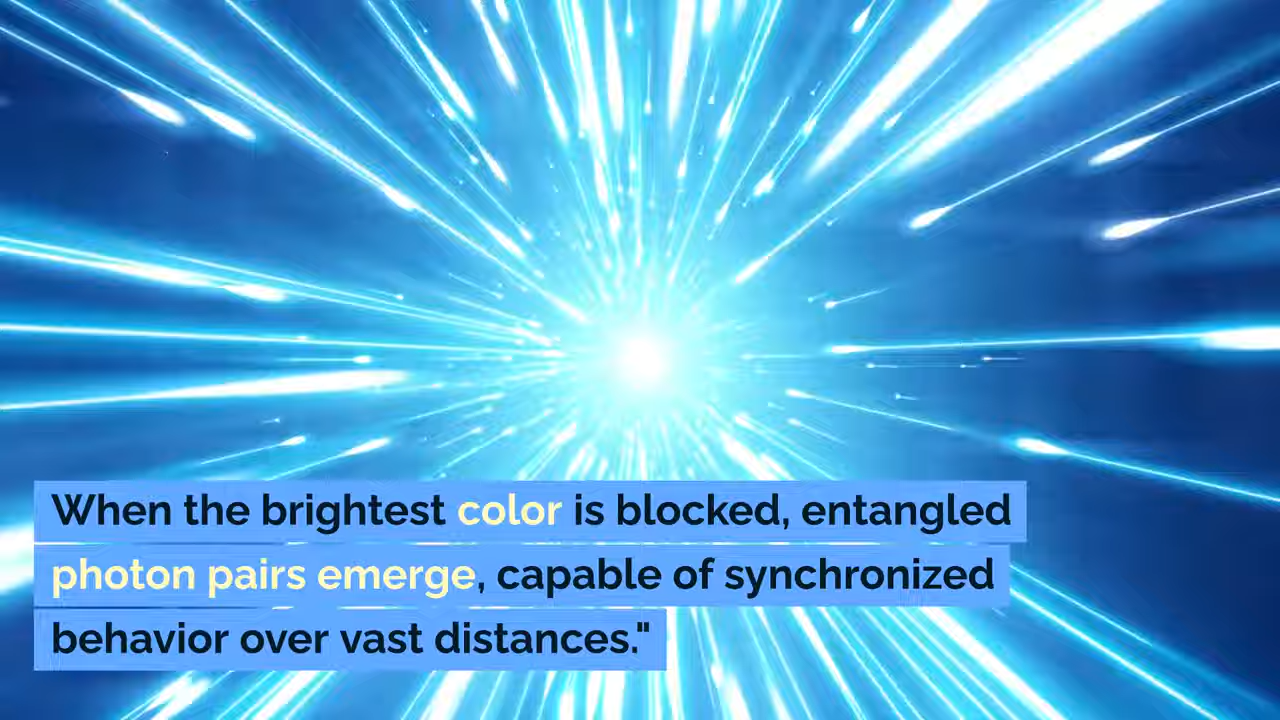 When the brightest color is blocked, entangled
photon pairs emerge, capable of synchronized
behavior over vast distances."